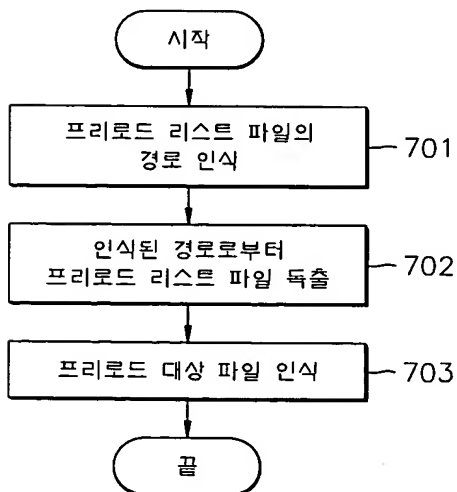 시작
프리로드 리스트 파일의
경로 인식
701
인식된 경로로부터
프리로드 리스트 파일 독출
702
프리로드 대상 파일 인식
703
끝